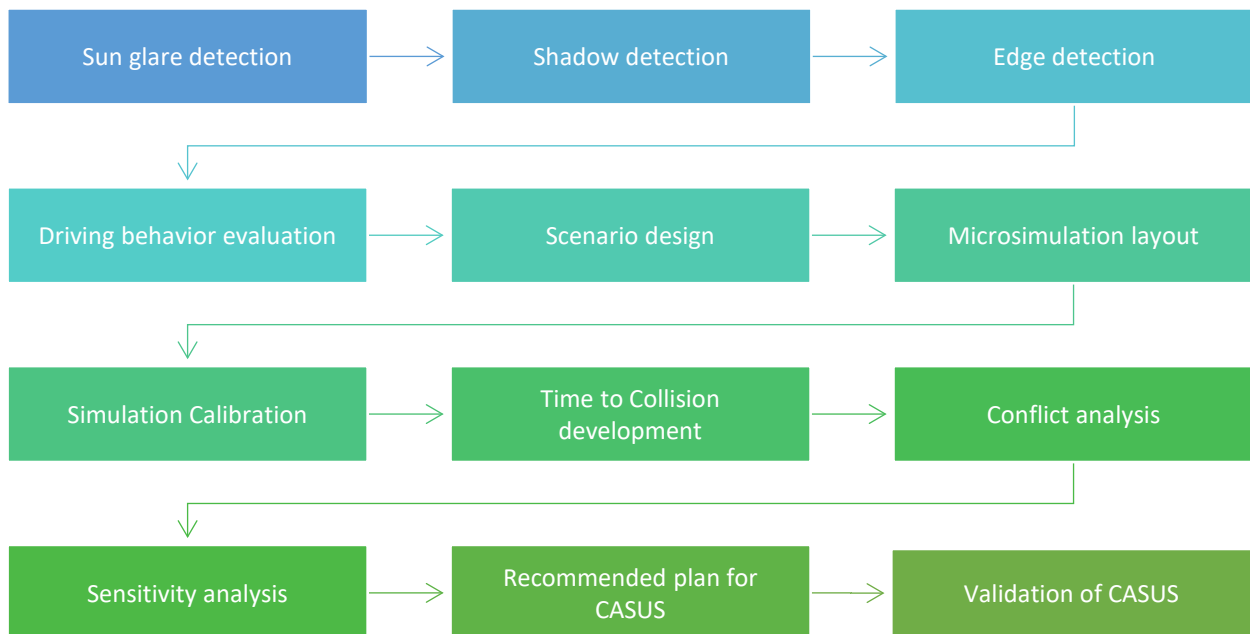 Sun glare detection
Shadow detection
Edge detection
Driving behavior evaluation
Scenario design
Microsimulation layout
Simulation Calibration
Time to Collision
development
Conflict analysis
Sensitivity analysis
Recommended plan for
CASUS
Validation of CASUS